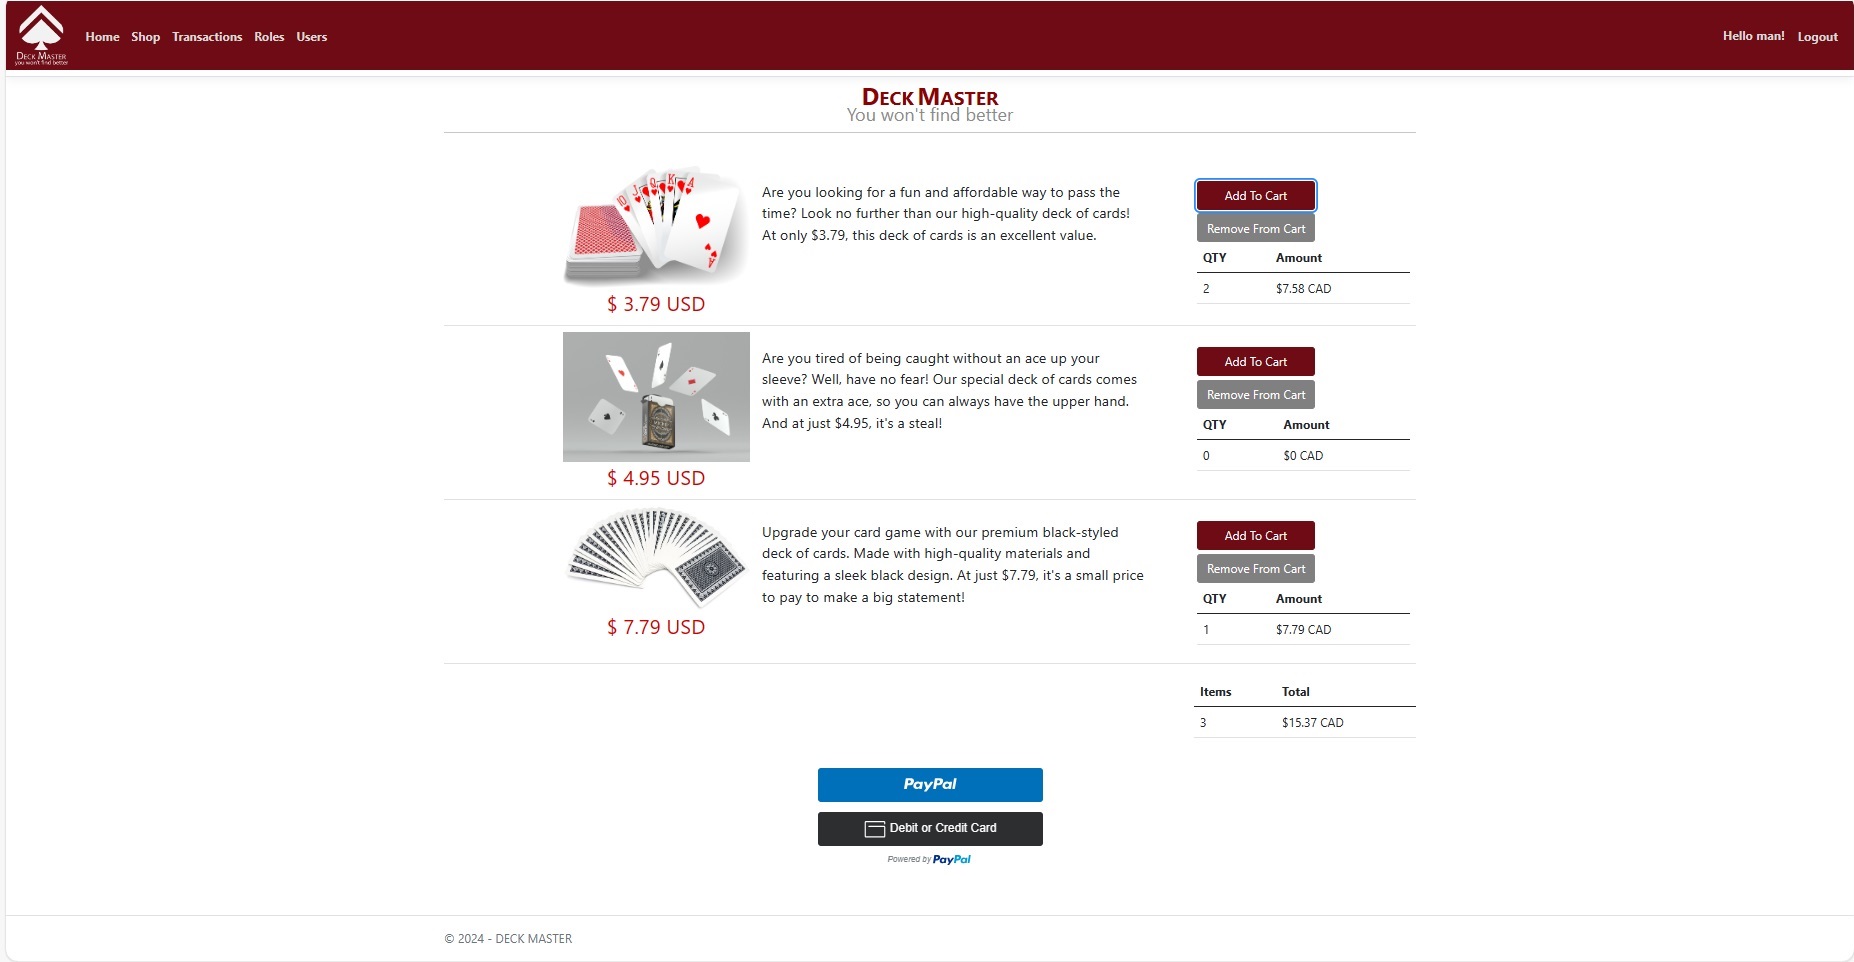 DECK MASTER
you won't find better
Home Shop Transactions Roles Users
Hello man! Logout
DECK MASTER
You won't find better
10 J Q K A
A
Are you looking for a fun and affordable way to pass the
time? Look no further than our high-quality deck of cards!
At only $3.79, this deck of cards is an excellent value.
$ 3.79 USD
Add To Cart
Remove From Cart
QTY Amount
2 $7.58 CAD
Are you tired of being caught without an ace up your
sleeve? Well, have no fear! Our special deck of cards comes
with an extra ace, so you can always have the upper hand.
And at just $4.95, it's a steal!
$ 4.95 USD
Add To Cart
Remove From Cart
QTY Amount
0 $0 CAD
Upgrade your card game with our premium black-styled
deck of cards. Made with high-quality materials and
featuring a sleek black design. At just $7.79, it's a small price
to pay to make a big statement!
$ 7.79 USD
Add To Cart
Remove From Cart
QTY Amount
1 $7.79 CAD
Items Total
3 $15.37 CAD
PayPal
Debit or Credit Card
Powered by PayPal
© 2024 - DECK MASTER